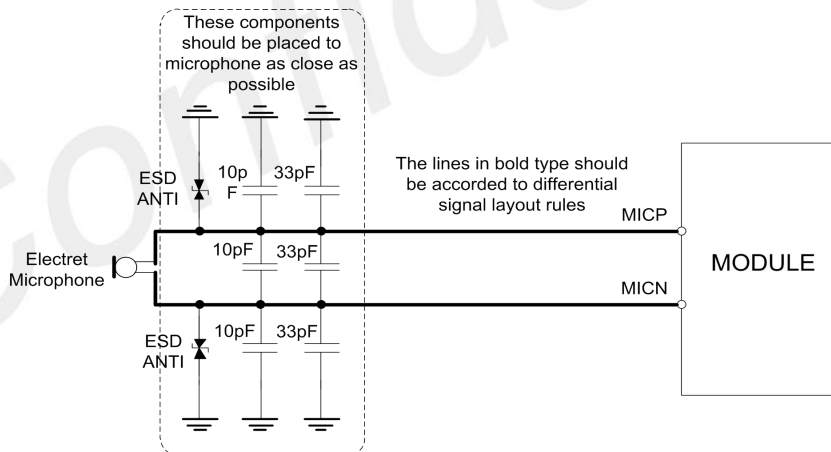 These components
should be placed to
microphone as close as
possible
ESD
ANTI
10p
F
33pF
The lines in bold type should
be accorded to differential
signal layout rules
MICP
Electret
Microphone
10pF
33pF
MODULE
MICN
ESD
ANTI
10pF
33pF
Confide